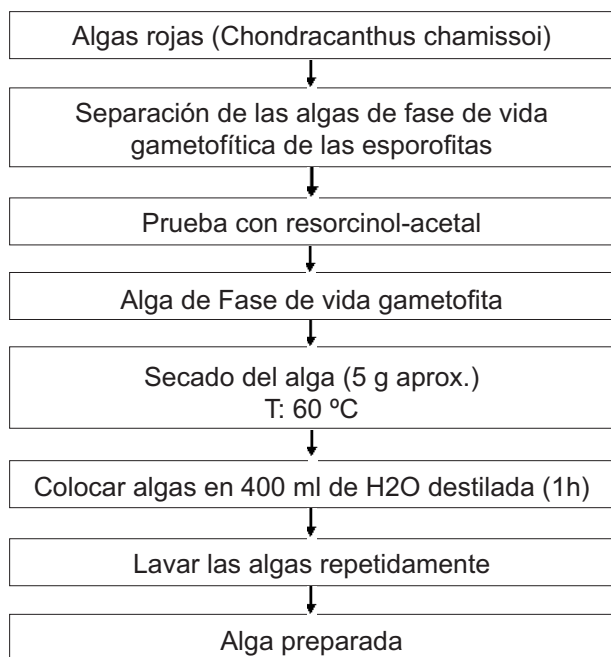 Algas rojas (Chondracanthus chamissoi)
Separación de las algas de fase de vida
gametofítica de las esporofitas
Prueba con resorcinol-acetal
Alga de Fase de vida gametofita
Secado del alga (5 g aprox.)
T: 60 ºC
Colocar algas en 400 ml de H2O destilada (1h)
Lavar las algas repetidamente
Alga preparada